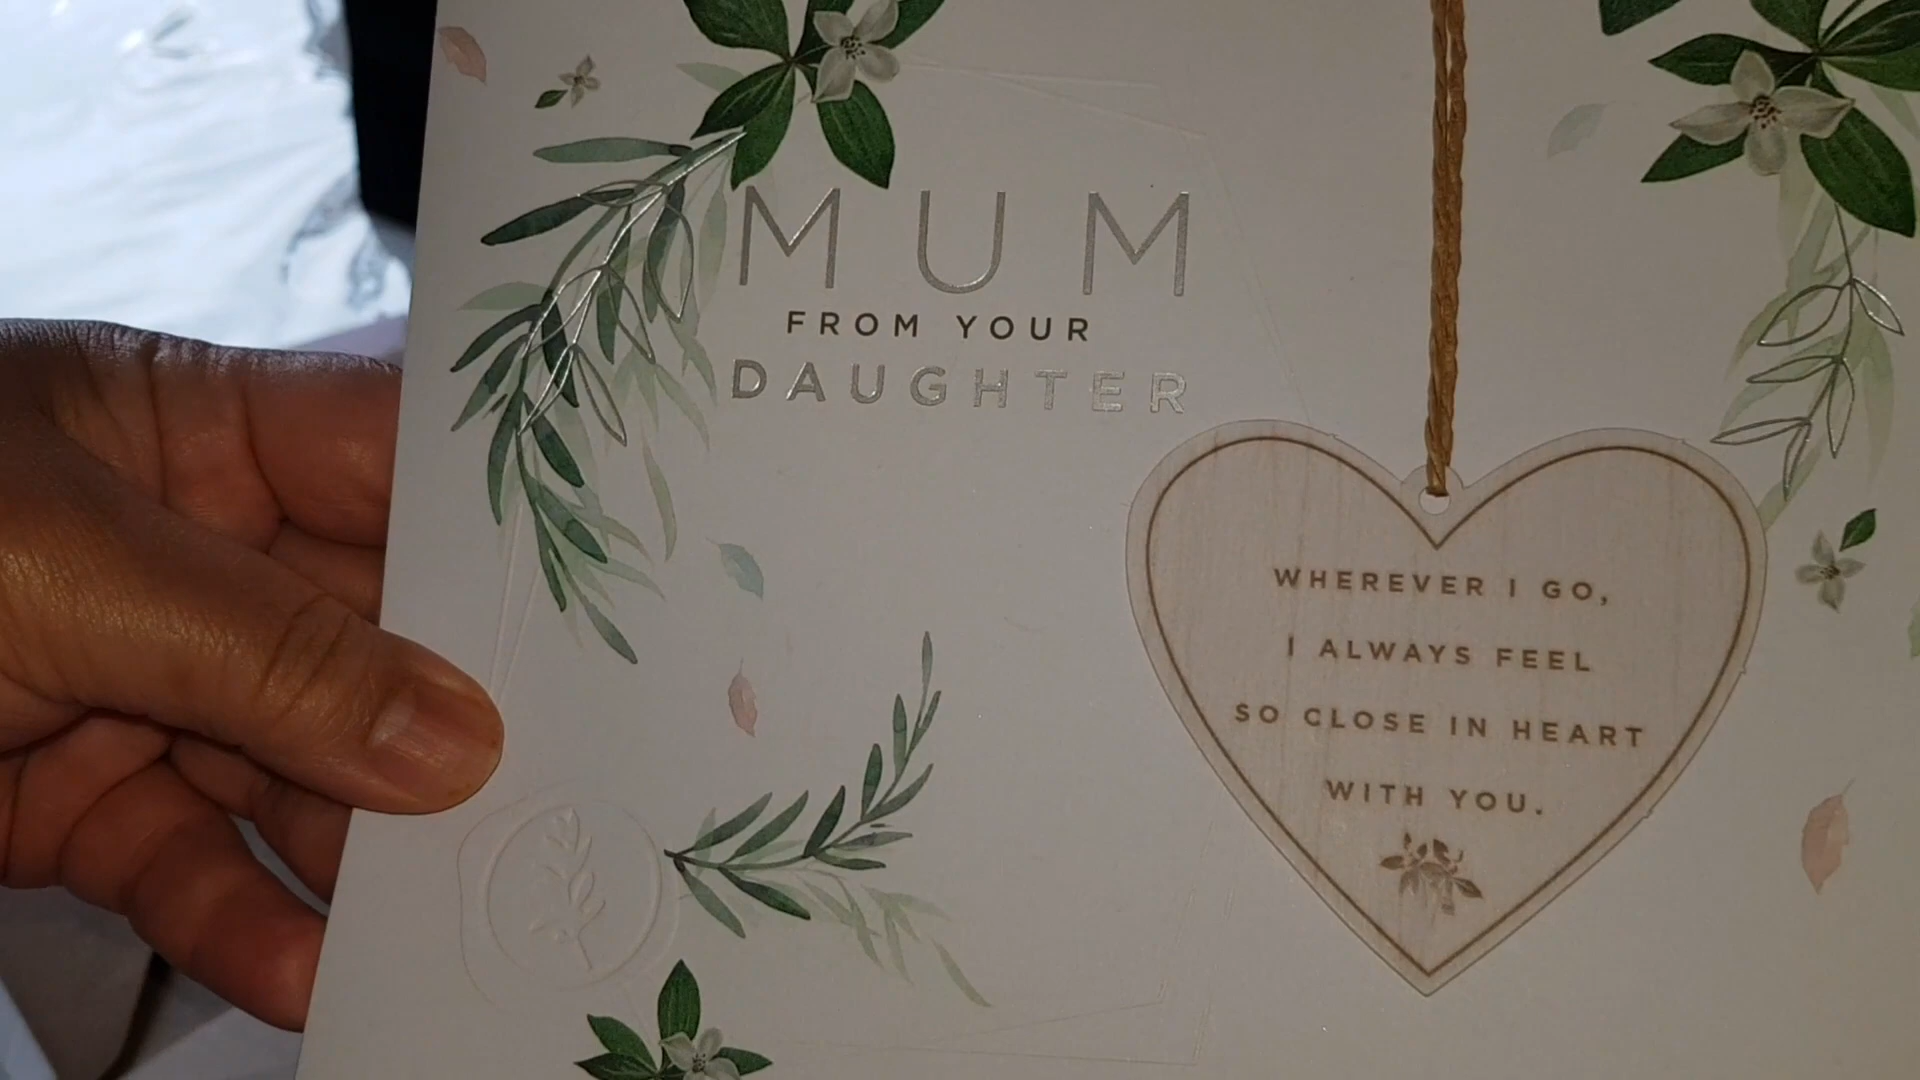 MUM
FROM YOUR
DAUGHTER
WHEREVER I GO,
I ALWAYS FEEL
SO CLOSE IN HEART
WITH YOU.